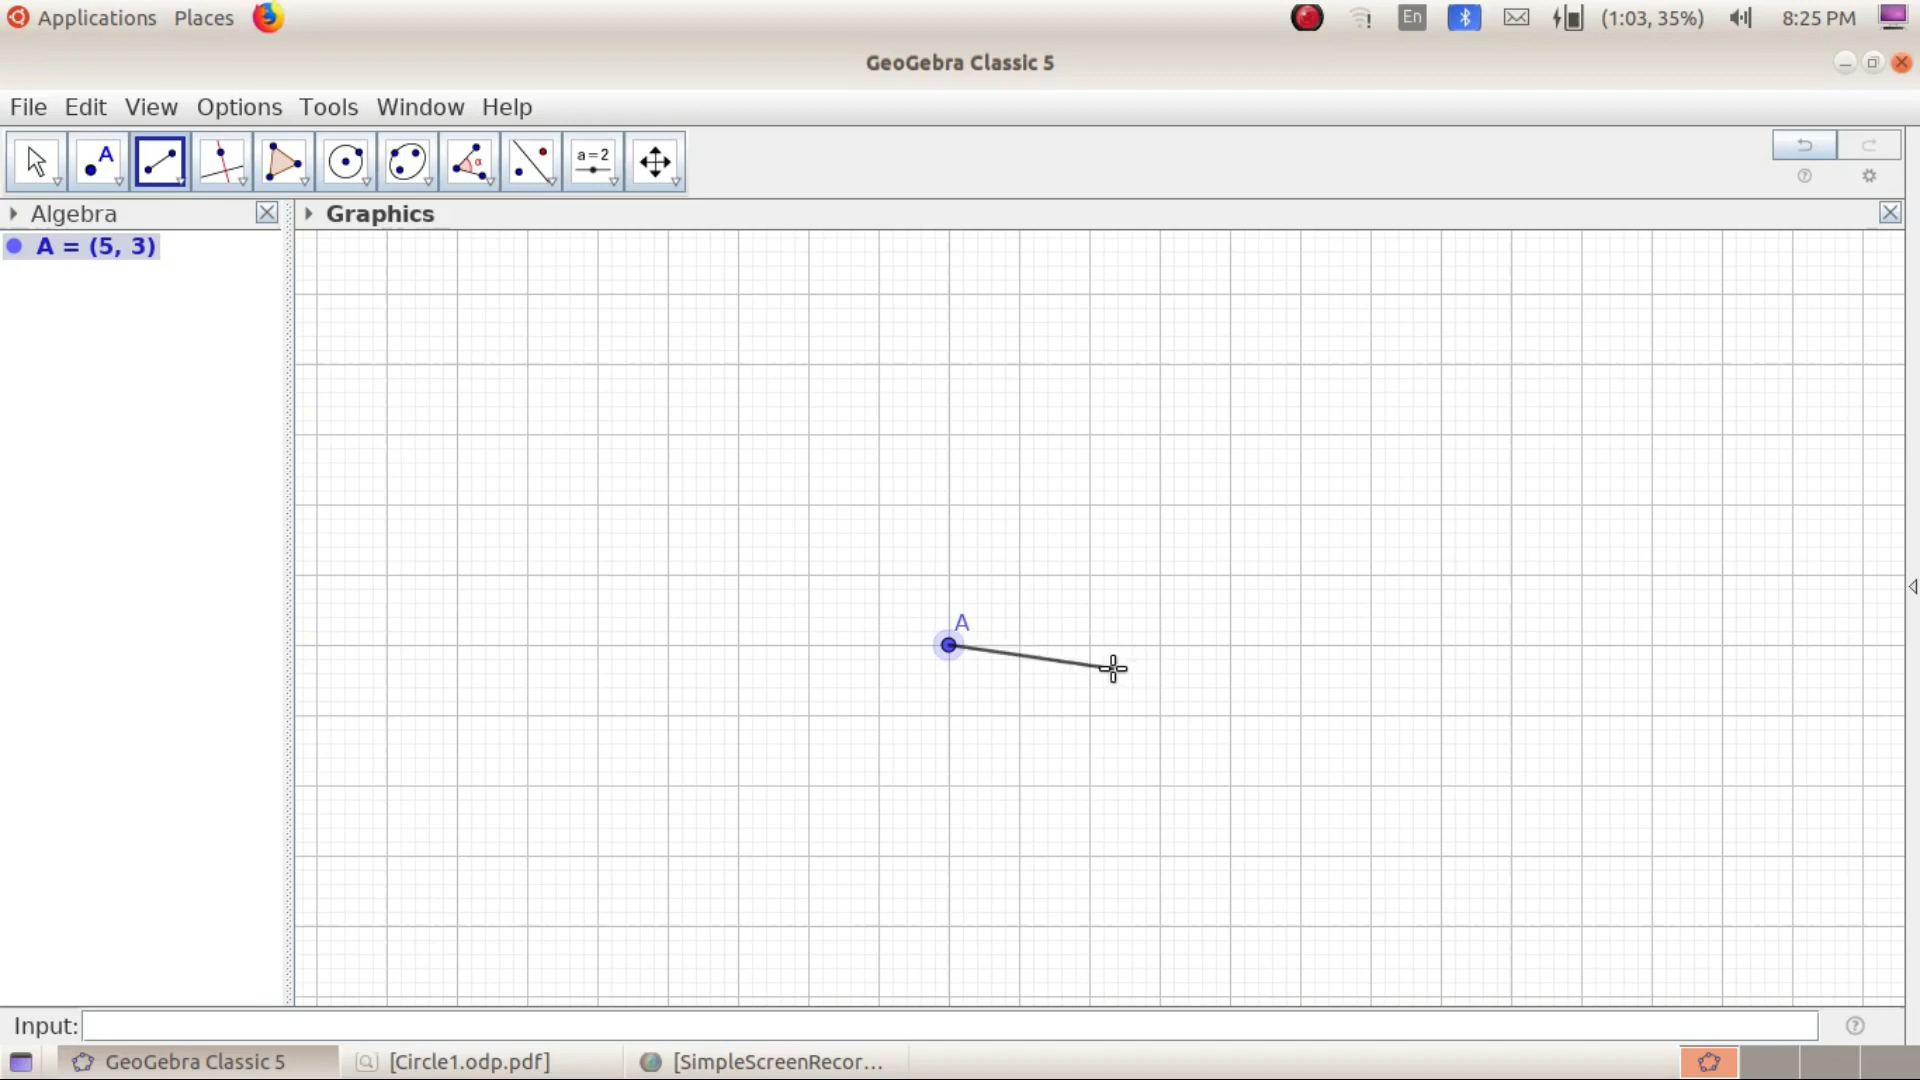 Applications Places En (1:03, 35%) 8:25 PM
GeoGebra Classic 5
File Edit View Options Tools Window Help
A α a=2
Algebra Graphics
A = (5, 3)
A
Input:
GeoGebra Classic 5 [Circle1.odp.pdf] [SimpleScreenRecor...